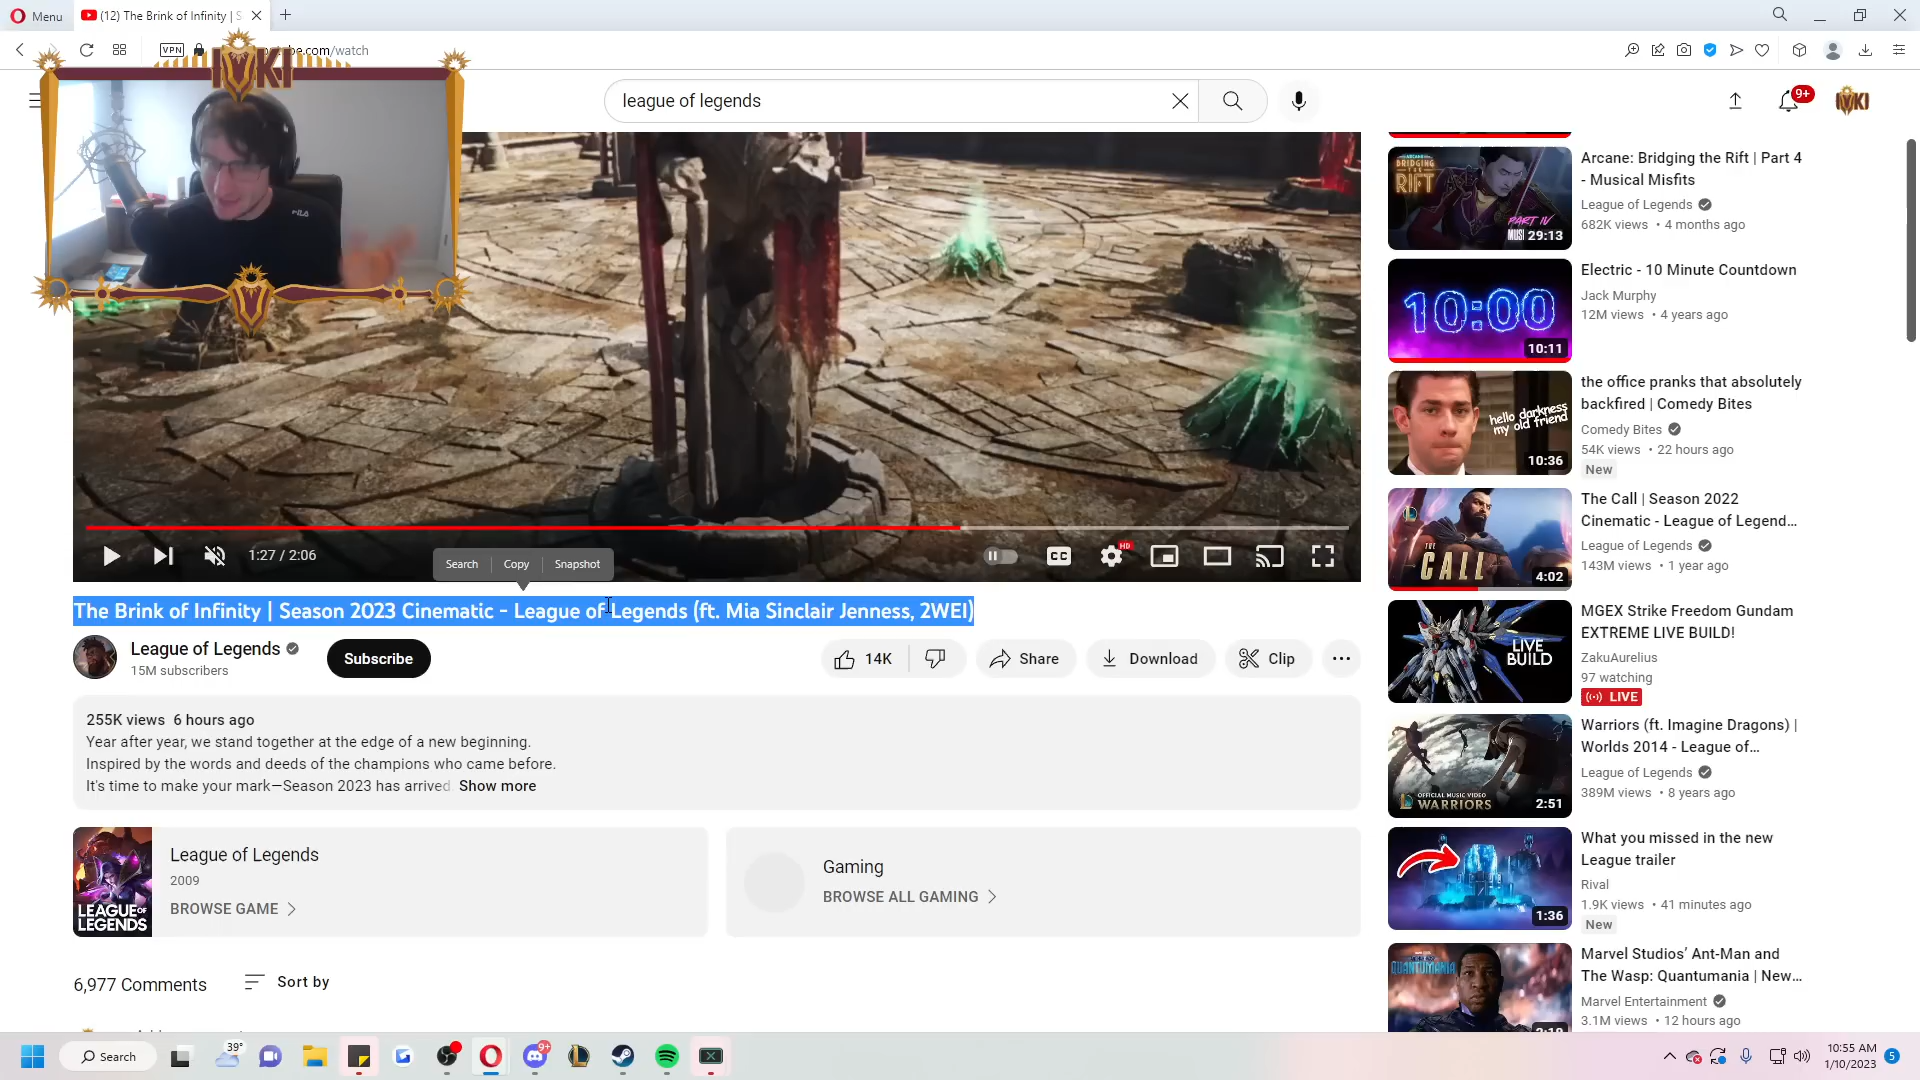 Menu
(12) The Brink of Infinity | S
VPN
be.com/watch
IVKI
league of legends
9+
IVKI
FILA
1:27 / 2:06
CC
HD
Search
Copy
Snapshot
The Brink of Infinity | Season 2023 Cinematic - League of Legends (ft. Mia Sinclair Jenness, 2WEI)
League of Legends
15M subscribers
Subscribe
14K
Share
Download
Clip
255K views 6 hours ago
Year after year, we stand together at the edge of a new beginning.
Inspired by the words and deeds of the champions who came before.
It's time to make your mark—Season 2023 has arrived. Show more
LEAGUE OF
LEGENDS
League of Legends
2009
BROWSE GAME
Gaming
BROWSE ALL GAMING
6,977 Comments
Sort by
ARCANE
BRIDGING
THE
RIFT
PART IV
29:13
Arcane: Bridging the Rift | Part 4
- Musical Misfits
League of Legends
682K views • 4 months ago
10:00
10:11
Electric - 10 Minute Countdown
Jack Murphy
12M views • 4 years ago
hello darkness
my old friend
10:36
the office pranks that absolutely
backfired | Comedy Bites
Comedy Bites
54K views • 22 hours ago
New
THE
CALL
4:02
The Call | Season 2022
Cinematic - League of Legend...
League of Legends
143M views • 1 year ago
LIVE
BUILD
MGEX Strike Freedom Gundam
EXTREME LIVE BUILD!
ZakuAurelius
97 watching
LIVE
OFFICIAL MUSIC VIDEO
WARRIORS
2:51
Warriors (ft. Imagine Dragons) |
Worlds 2014 - League of...
League of Legends
389M views • 8 years ago
1:36
What you missed in the new
League trailer
Rival
1.9K views • 41 minutes ago
New
QUANTUMANIA
Marvel Studios' Ant-Man and
The Wasp: Quantumania | New...
Marvel Entertainment
3.1M views • 12 hours ago
Search
39°
9+
10:55 AM
1/10/2023
5